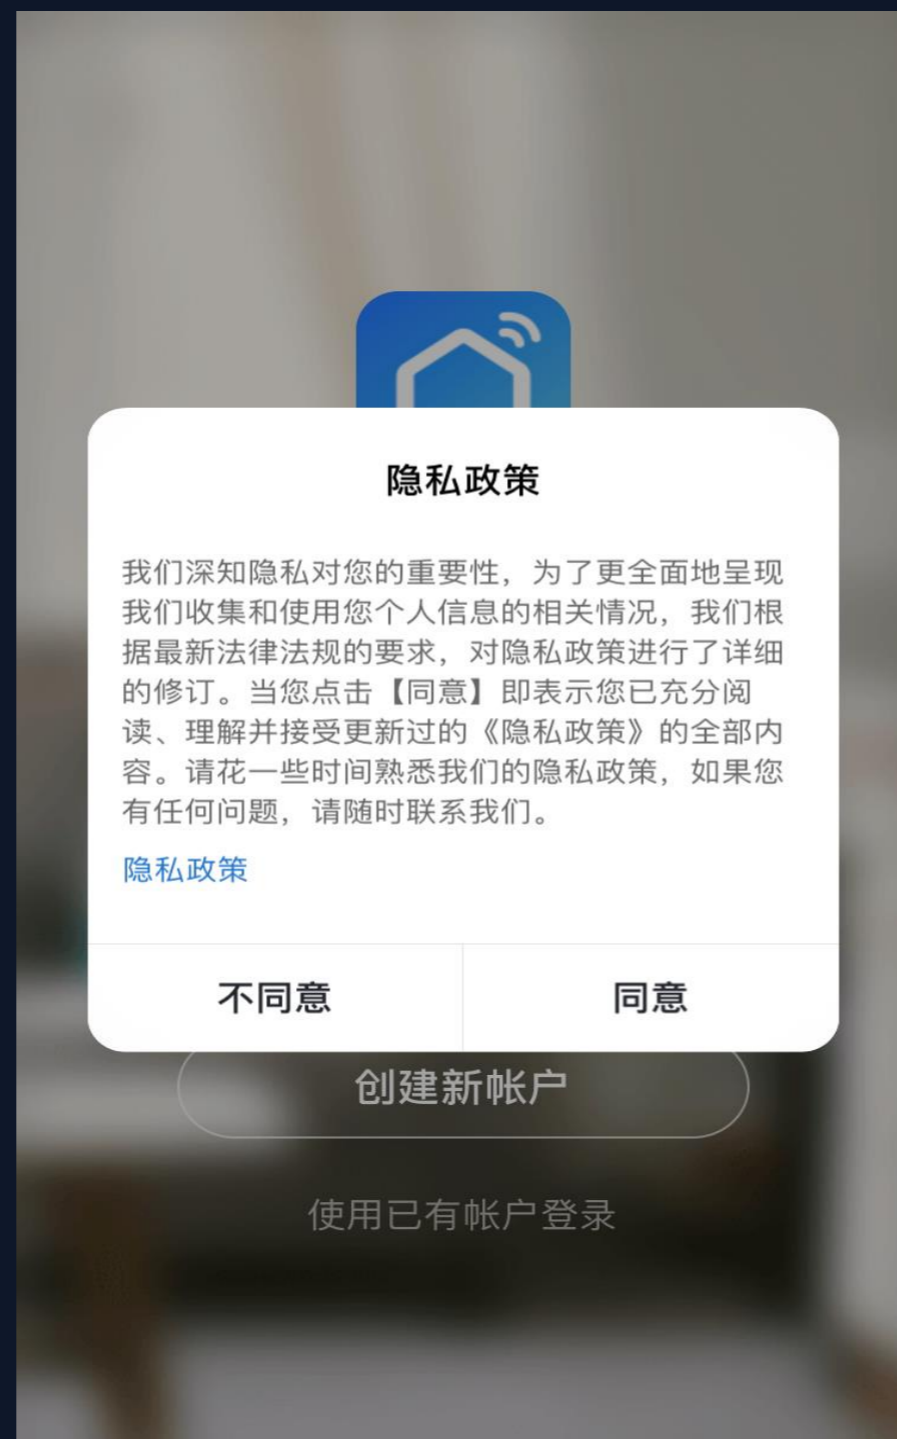 隐私政策
我们深知隐私对您的重要性，为了更全面地呈现
我们收集和使用您个人信息的相关情况，我们根
据最新法律法规的要求，对隐私政策进行了详细
的修订。当您点击【同意】即表示您已充分阅
读、理解并接受更新过的《隐私政策》的全部内
容。请花一些时间熟悉我们的隐私政策，如果您
有任何问题，请随时联系我们。
隐私政策
不同意
同意
创建新帐户
使用已有帐户登录